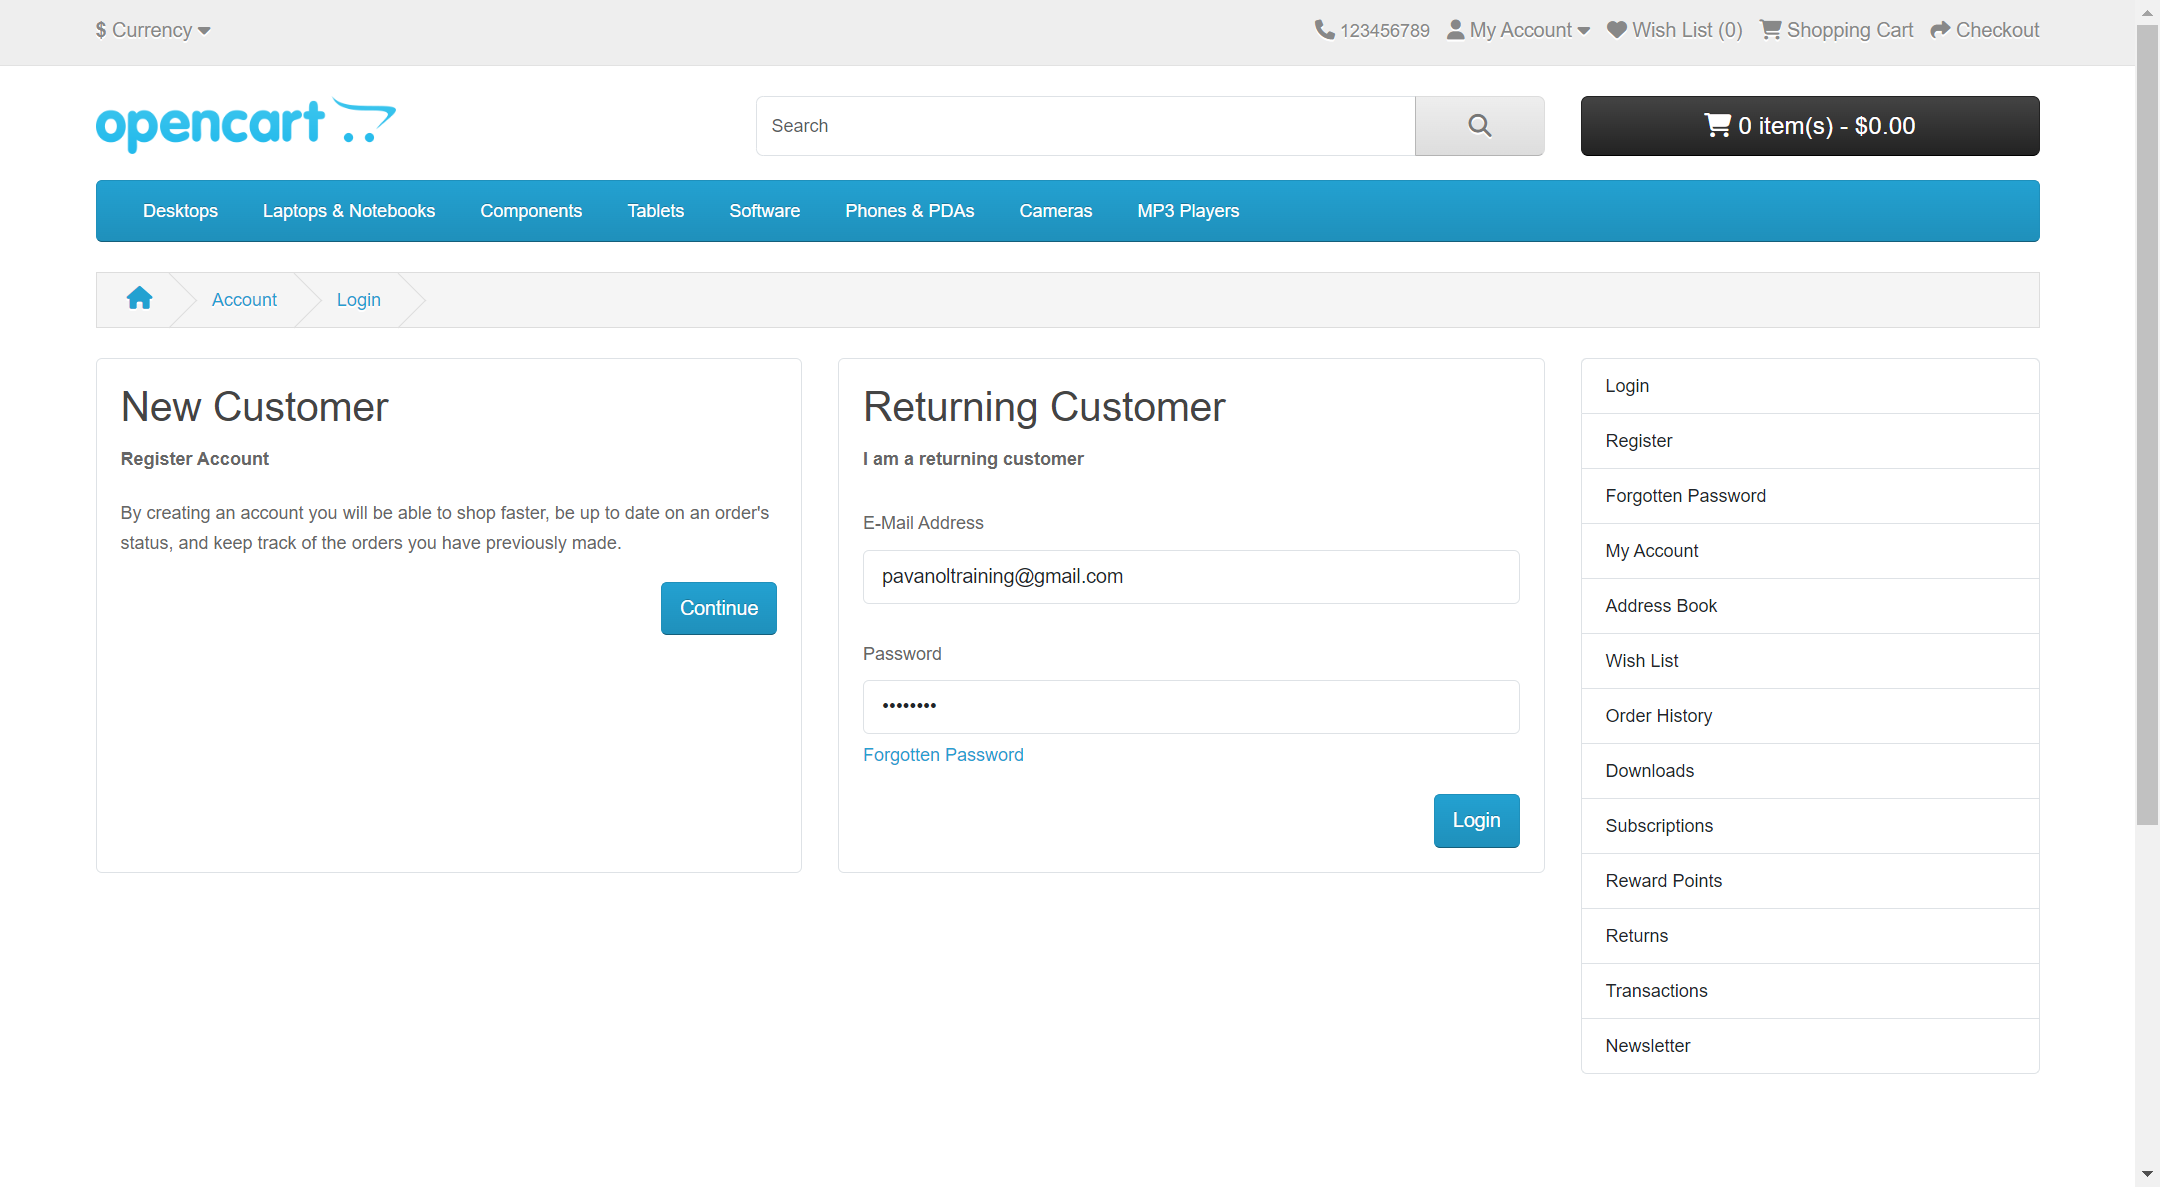 $ Currency
123456789 My Account Wish List (0) Shopping Cart Checkout
opencart
Search
0 item(s) - $0.00
Desktops Laptops & Notebooks Components Tablets Software Phones & PDAs Cameras MP3 Players
Account Login
New Customer
Register Account
By creating an account you will be able to shop faster, be up to date on an order's
status, and keep track of the orders you have previously made.
Continue
Returning Customer
I am a returning customer
E-Mail Address
pavanoltraining@gmail.com
Password
••••••••
Forgotten Password
Login
Login
Register
Forgotten Password
My Account
Address Book
Wish List
Order History
Downloads
Subscriptions
Reward Points
Returns
Transactions
Newsletter